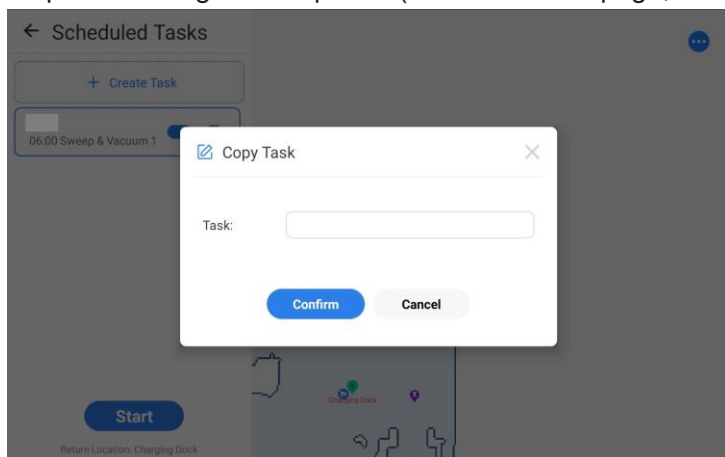 ← Scheduled Tasks
+ Create Task
06:00 Sweep & Vacuum 1
Copy Task
Task:
Confirm Cancel
Charging Dock
Start
Return Location: Charging Dock